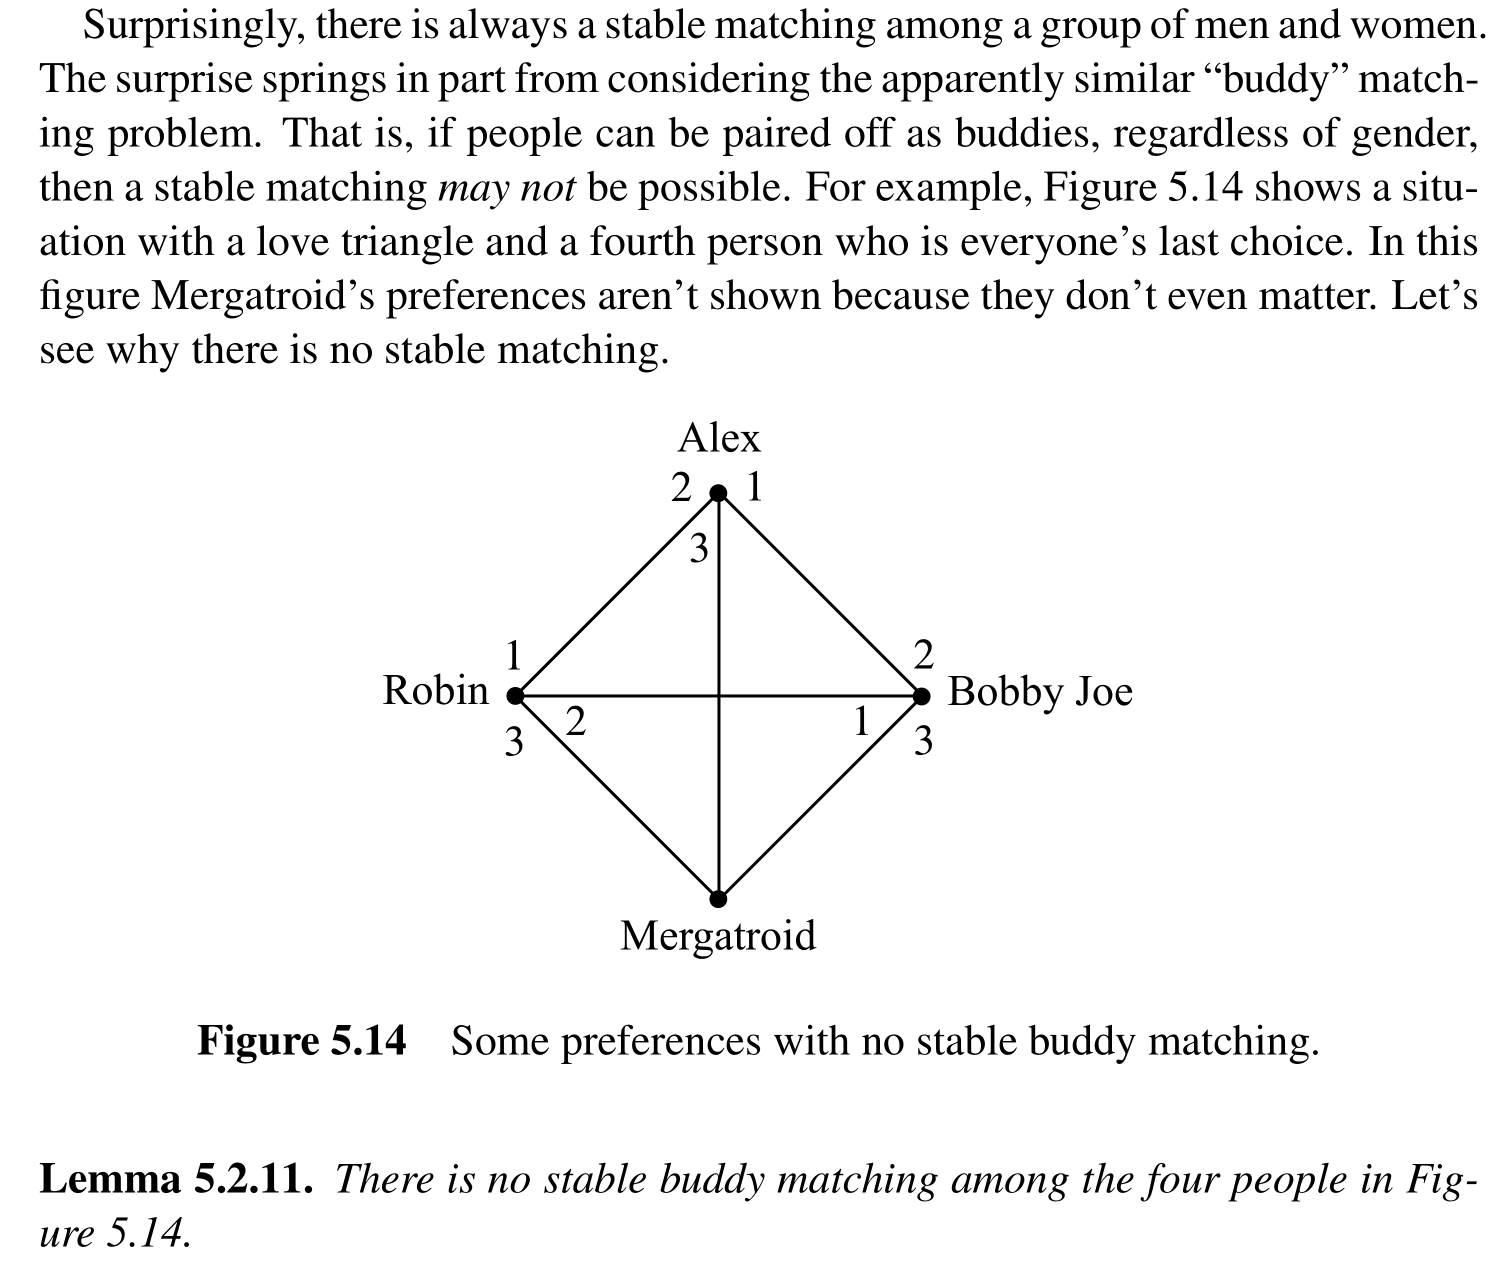 Surprisingly, there is always a stable matching among a group of men and women.
The surprise springs in part from considering the apparently similar “buddy” match-
ing problem. That is, if people can be paired off as buddies, regardless of gender,
then a stable matching may not be possible. For example, Figure 5.14 shows a situ-
ation with a love triangle and a fourth person who is everyone’s last choice. In this
figure Mergatroid’s preferences aren’t shown because they don’t even matter. Let’s
see why there is no stable matching.
Alex
2 1
3
1 2
Robin Bobby Joe
2 1
3 3
Mergatroid
Figure 5.14 Some preferences with no stable buddy matching.
Lemma 5.2.11. There is no stable buddy matching among the four people in Fig-
ure 5.14.